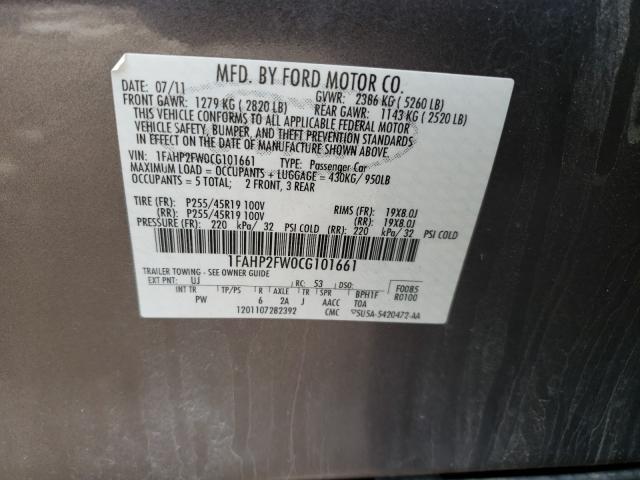 MFD. BY FORD MOTOR CO.
DATE: 07/11 GVWR: 2386 KG ( 5260 LB)
FRONT GAWR: 1279 KG ( 2820 LB) REAR GAWR: 1143 KG ( 2520 LB)
THIS VEHICLE CONFORMS TO ALL APPLICABLE FEDERAL MOTOR
VEHICLE SAFETY, BUMPER, AND THEFT PREVENTION STANDARDS
IN EFFECT ON THE DATE OF MANUFACTURE SHOWN ABOVE.
VIN: 1FAHP2FW0CG101661 TYPE: Passenger Car
MAXIMUM LOAD = OCCUPANTS + LUGGAGE = 430KG/ 950LB
OCCUPANTS = 5 TOTAL; 2 FRONT, 3 REAR
TIRE (FR): P255/45R19 100V RIMS (FR): 19X8.0J
(RR): P255/45R19 100V (RR): 19X8.0J
PRESSURE (FR): 220 kPa/ 32 PSI COLD (RR): 220 kPa/ 32 PSI COLD
1FAHP2FW0CG101661
TRAILER TOWING - SEE OWNER GUIDE
EXT PNT: UJ RC: 53 DSO: F0085
INT TR TP/PS R AXLE TR SPR BPH1F R0100
PW 6 2A J AACC TOA
1201107282392 CMC 5U5A-5420472-AA